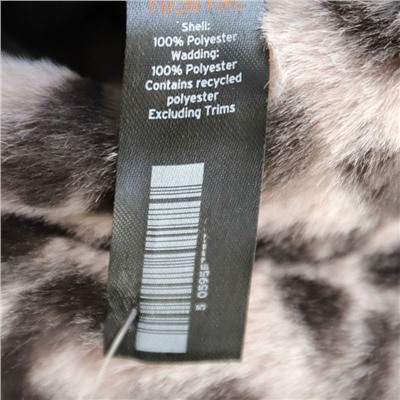 Shell:
100% Polyester
Wadding:
100% Polyester
Contains recycled
polyester
Excluding Trims